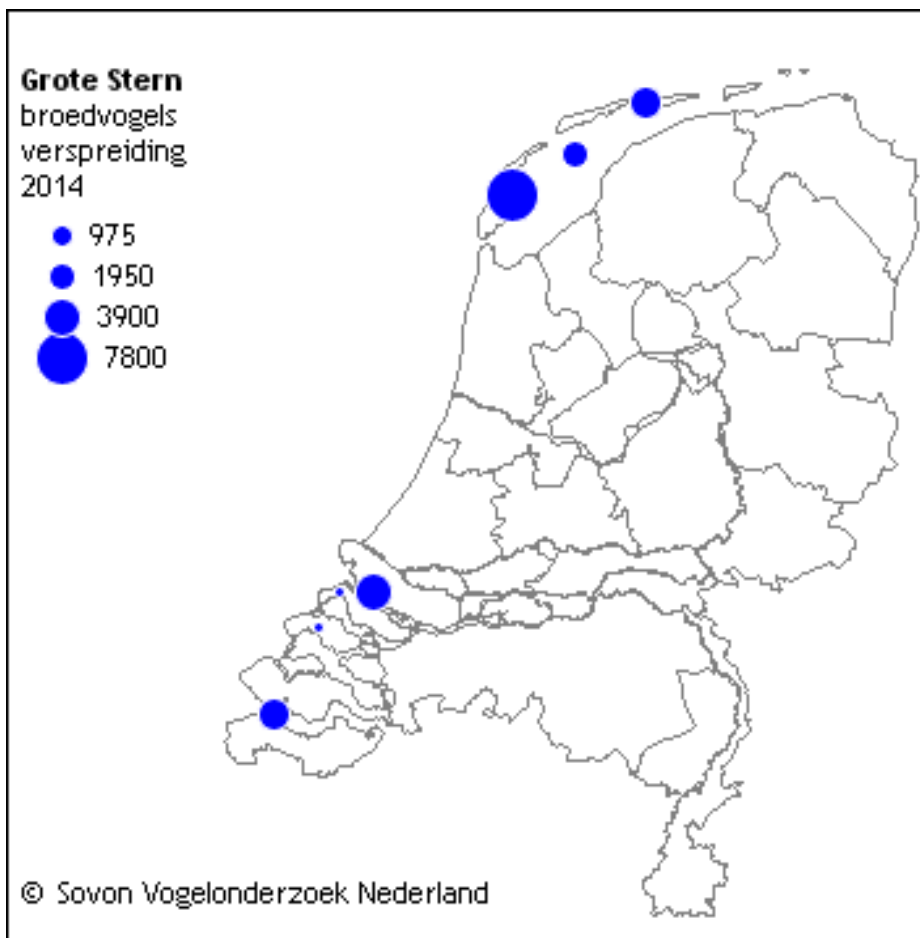 Grote Stern
broedvogels
verspreiding
2014
975
1950
3900
7800
© Sovon Vogelonderzoek Nederland